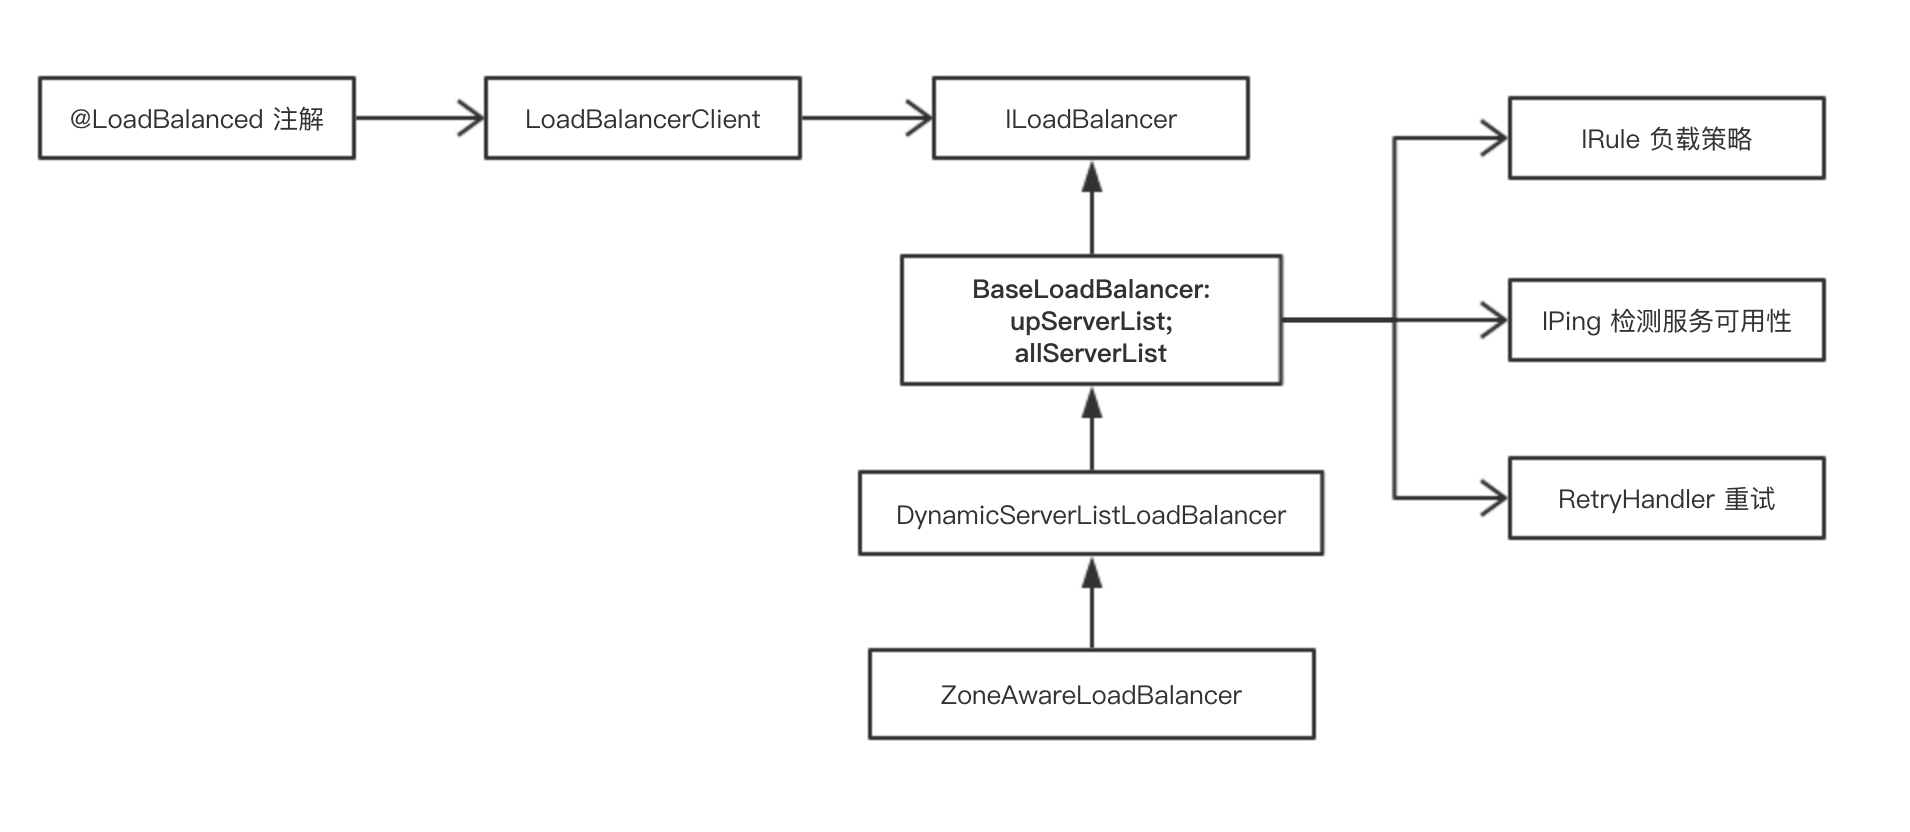 @LoadBalanced 注解
LoadBalancerClient
ILoadBalancer
IRule 负载策略
BaseLoadBalancer:
upServerList;
allServerList
IPing 检测服务可用性
RetryHandler 重试
DynamicServerListLoadBalancer
ZoneAwareLoadBalancer